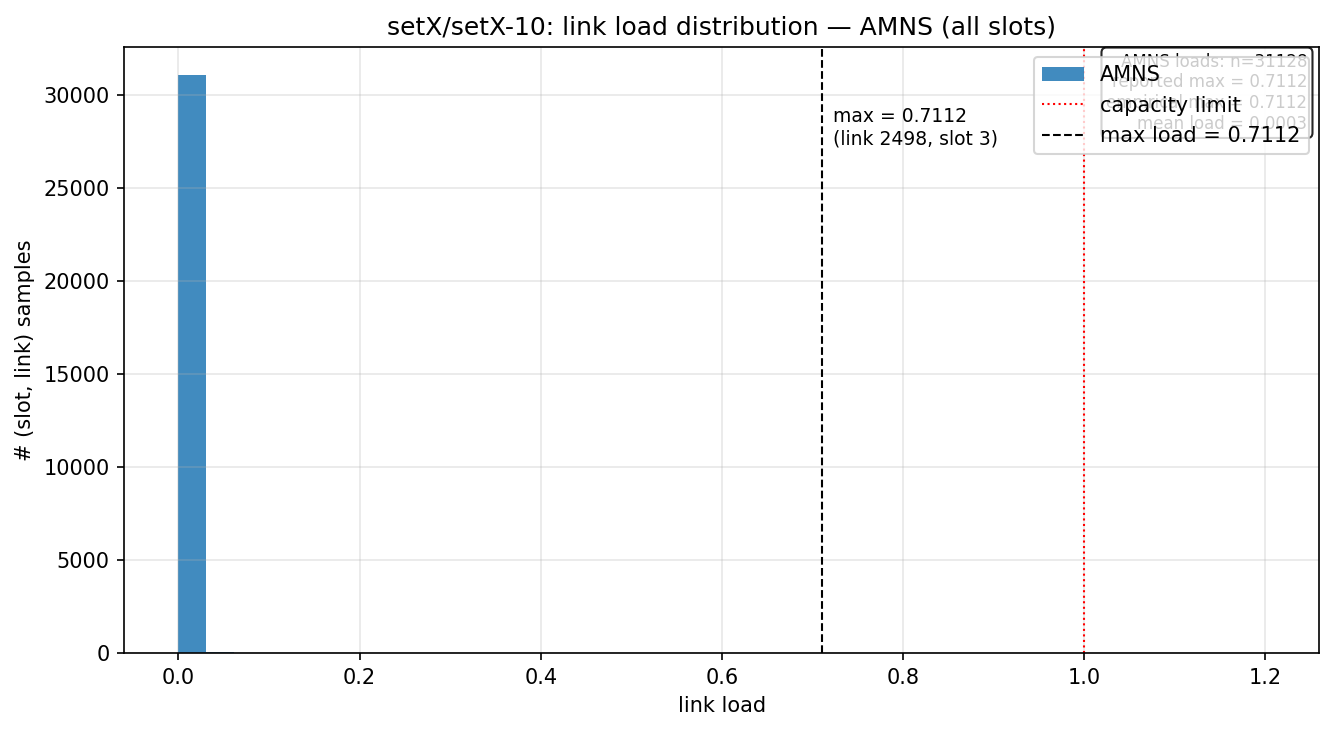 setX/setX-10: link load distribution — AMNS (all slots)
# (slot, link) samples
30000
25000
20000
15000
10000
5000
0
max = 0.7112
(link 2498, slot 3)
AMNS loads: n=31128
reported max = 0.7112
max = 0.7112
mean load = 0.0003
AMNS
capacity limit
max load = 0.7112
0.0
0.2
0.4
0.6
0.8
1.0
1.2
link load